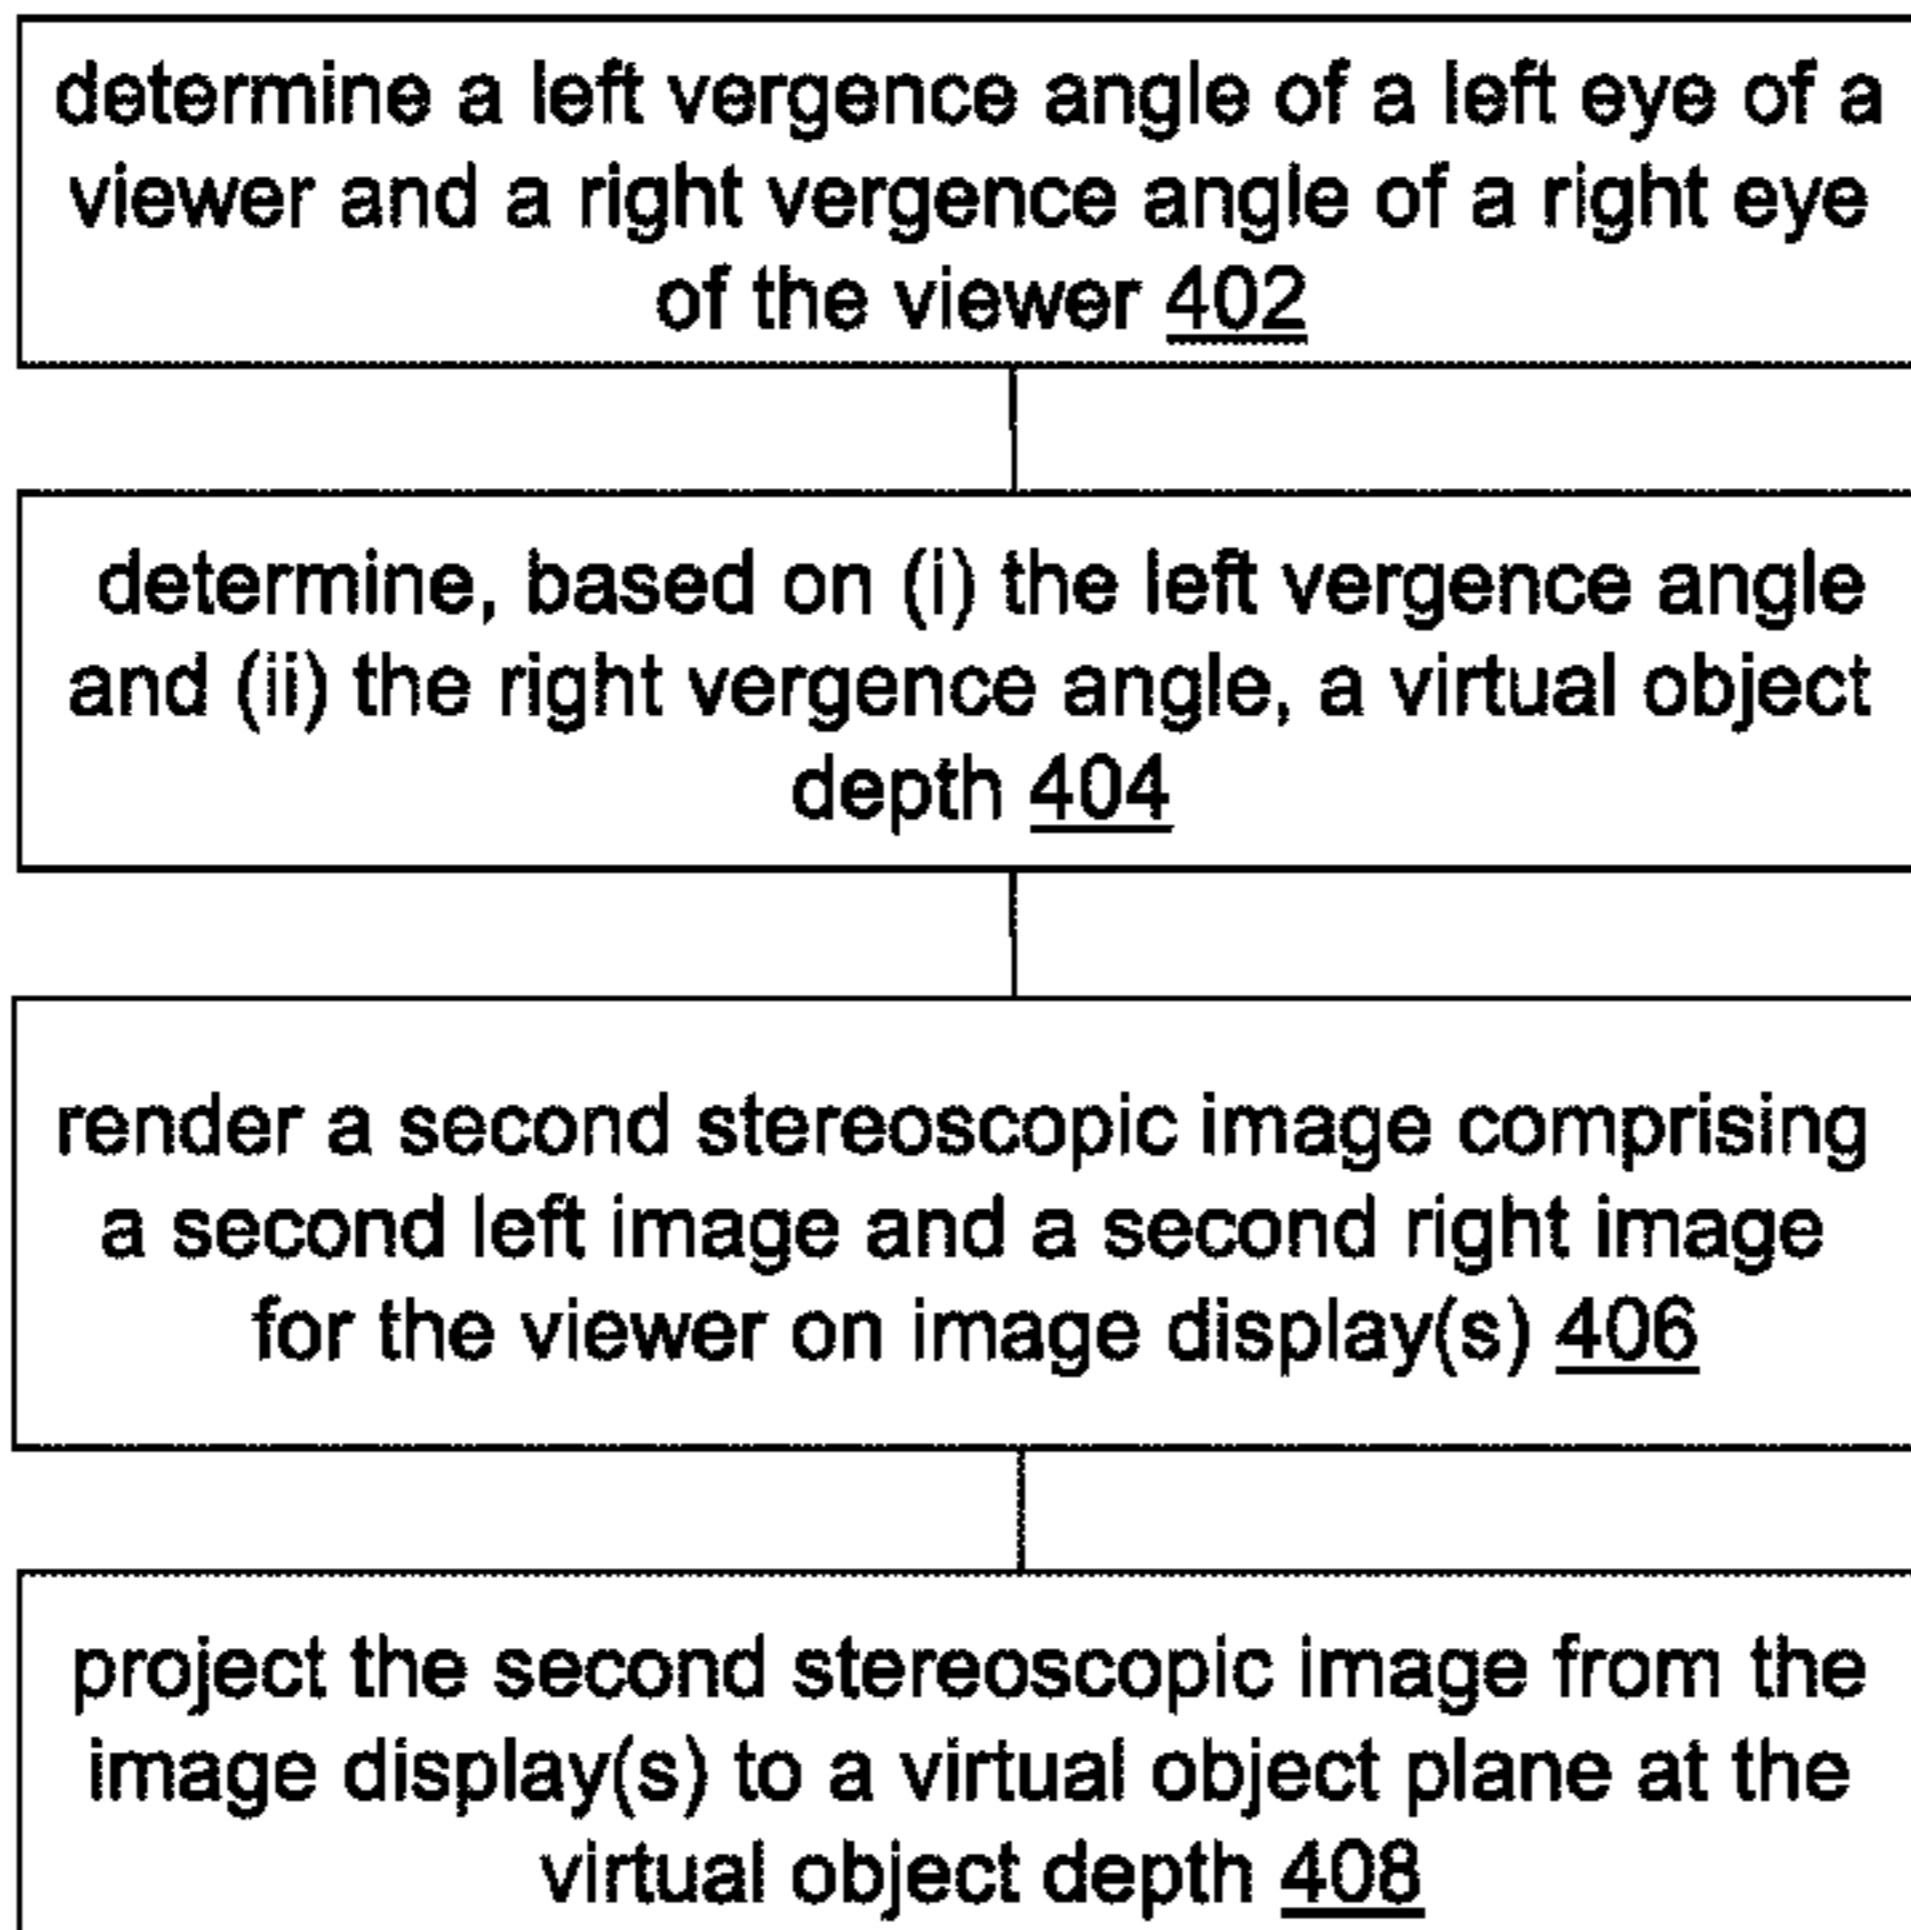 determine a left vergence angle of a left eye of a
viewer and a right vergence angle of a right eye
of the viewer 402
determine, based on (i) the left vergence angle
and (ii) the right vergence angle, a virtual object
depth 404
render a second stereoscopic image comprising
a second left image and a second right image
for the viewer on image display(s) 406
project the second stereoscopic image from the
image display(s) to a virtual object plane at the
virtual object depth 408